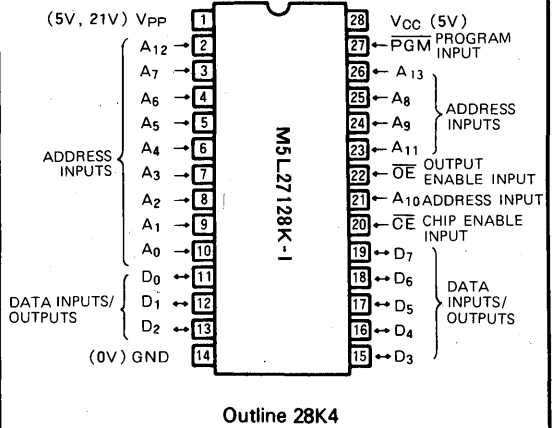 (5V, 21V) VPP 1
A12 → 2
A7 → 3
A6 → 4
A5 → 5
A4 → 6
A3 → 7
A2 → 8
A1 → 9
A0 → 10
ADDRESS
INPUTS
D0 ↔ 11
D1 ↔ 12
D2 ↔ 13
DATA INPUTS/
OUTPUTS
(0V) GND 14
M5L27128K-I
28 VCC (5V)
27 ← P̅G̅M̅ PROGRAM
INPUT
26 ← A13
25 ← A8
24 ← A9
23 ← A11
ADDRESS
INPUTS
22 ← O̅E̅ OUTPUT
ENABLE INPUT
21 ← A10 ADDRESS INPUT
20 ← C̅E̅ CHIP ENABLE
INPUT
19 ↔ D7
18 ↔ D6
17 ↔ D5
16 ↔ D4
15 ↔ D3
DATA
INPUTS/
OUTPUTS
Outline 28K4